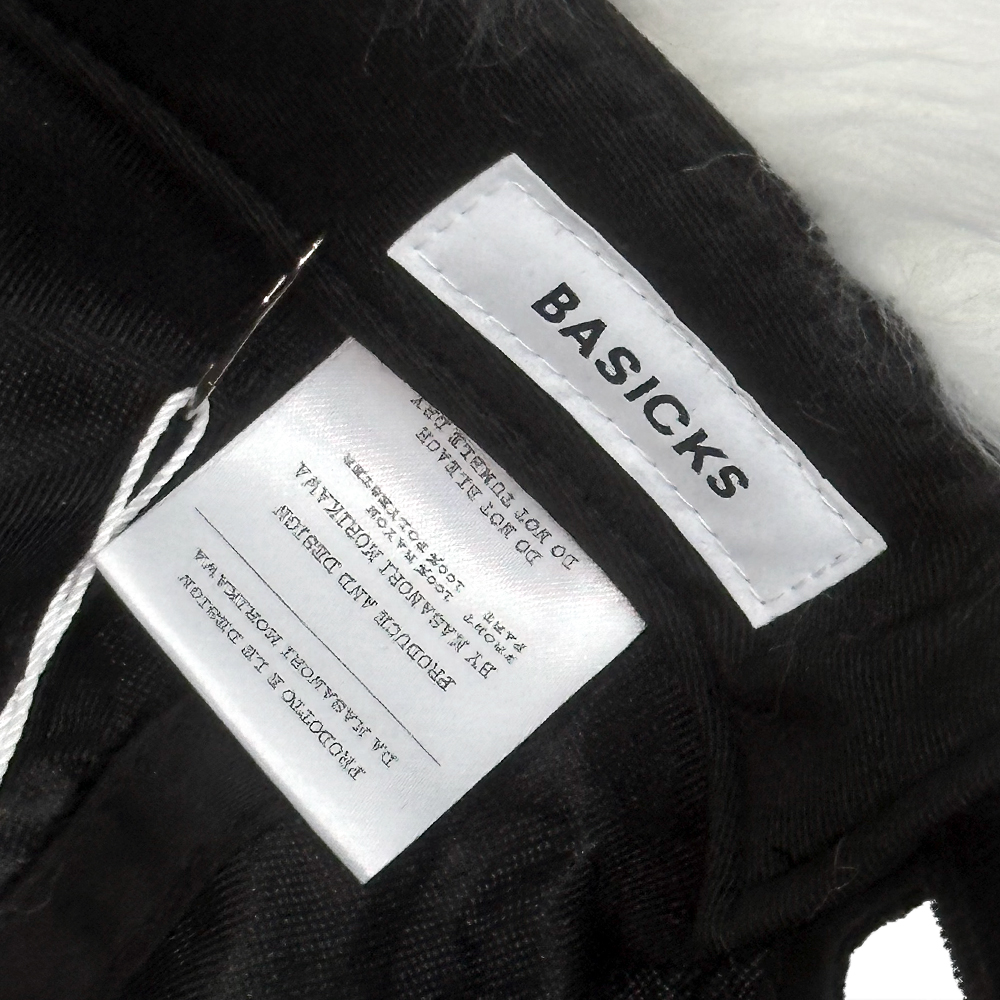 BASICKS
PRODOTTO E LE DESIGN
DA MASANORI MORIKAWA
PRODUCE AND DESIGN
BY MASANORI MORIKAWA
FRONT 100% RAYON
PART 100% POLYESTER
DO NOT BLEACH
DO NOT TUMBLE DRY